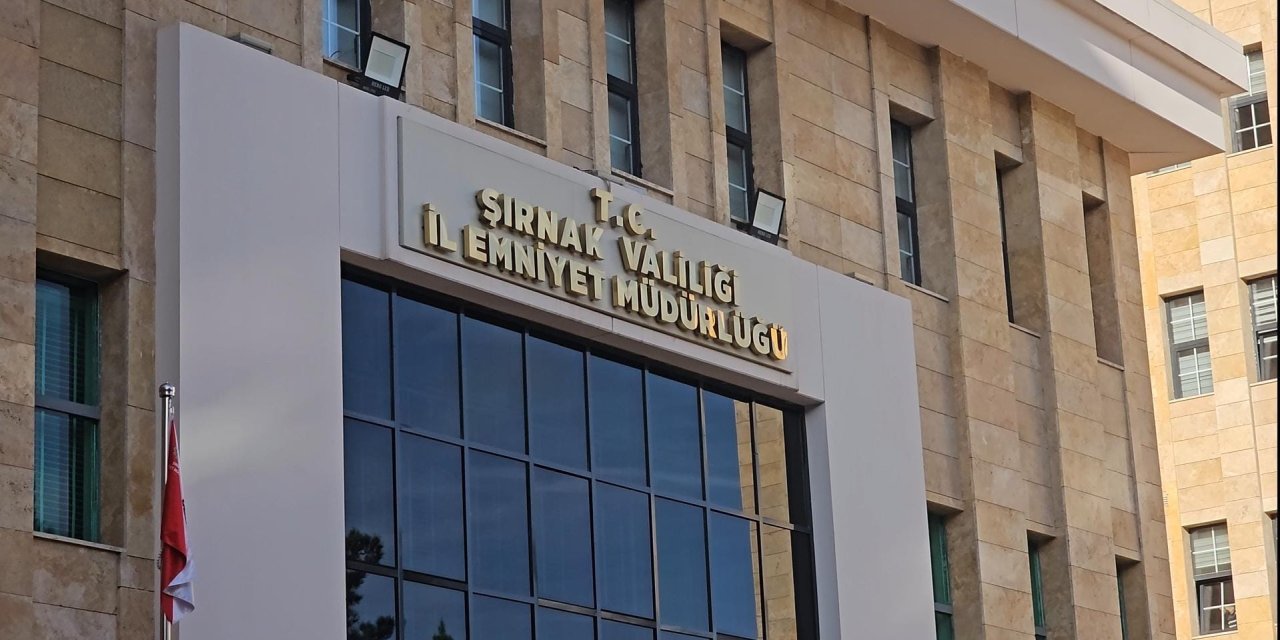 T.C.
ŞIRNAK VALİLİĞİ
İL EMNİYET MÜDÜRLÜĞÜ